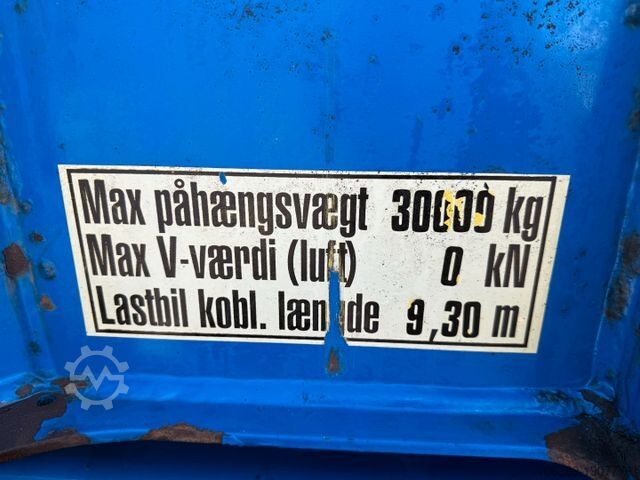 Max påhængsvægt 30000 kg
Max V-værdi (luft) 0 kN
Lastbil kobl. længde 9,30 m